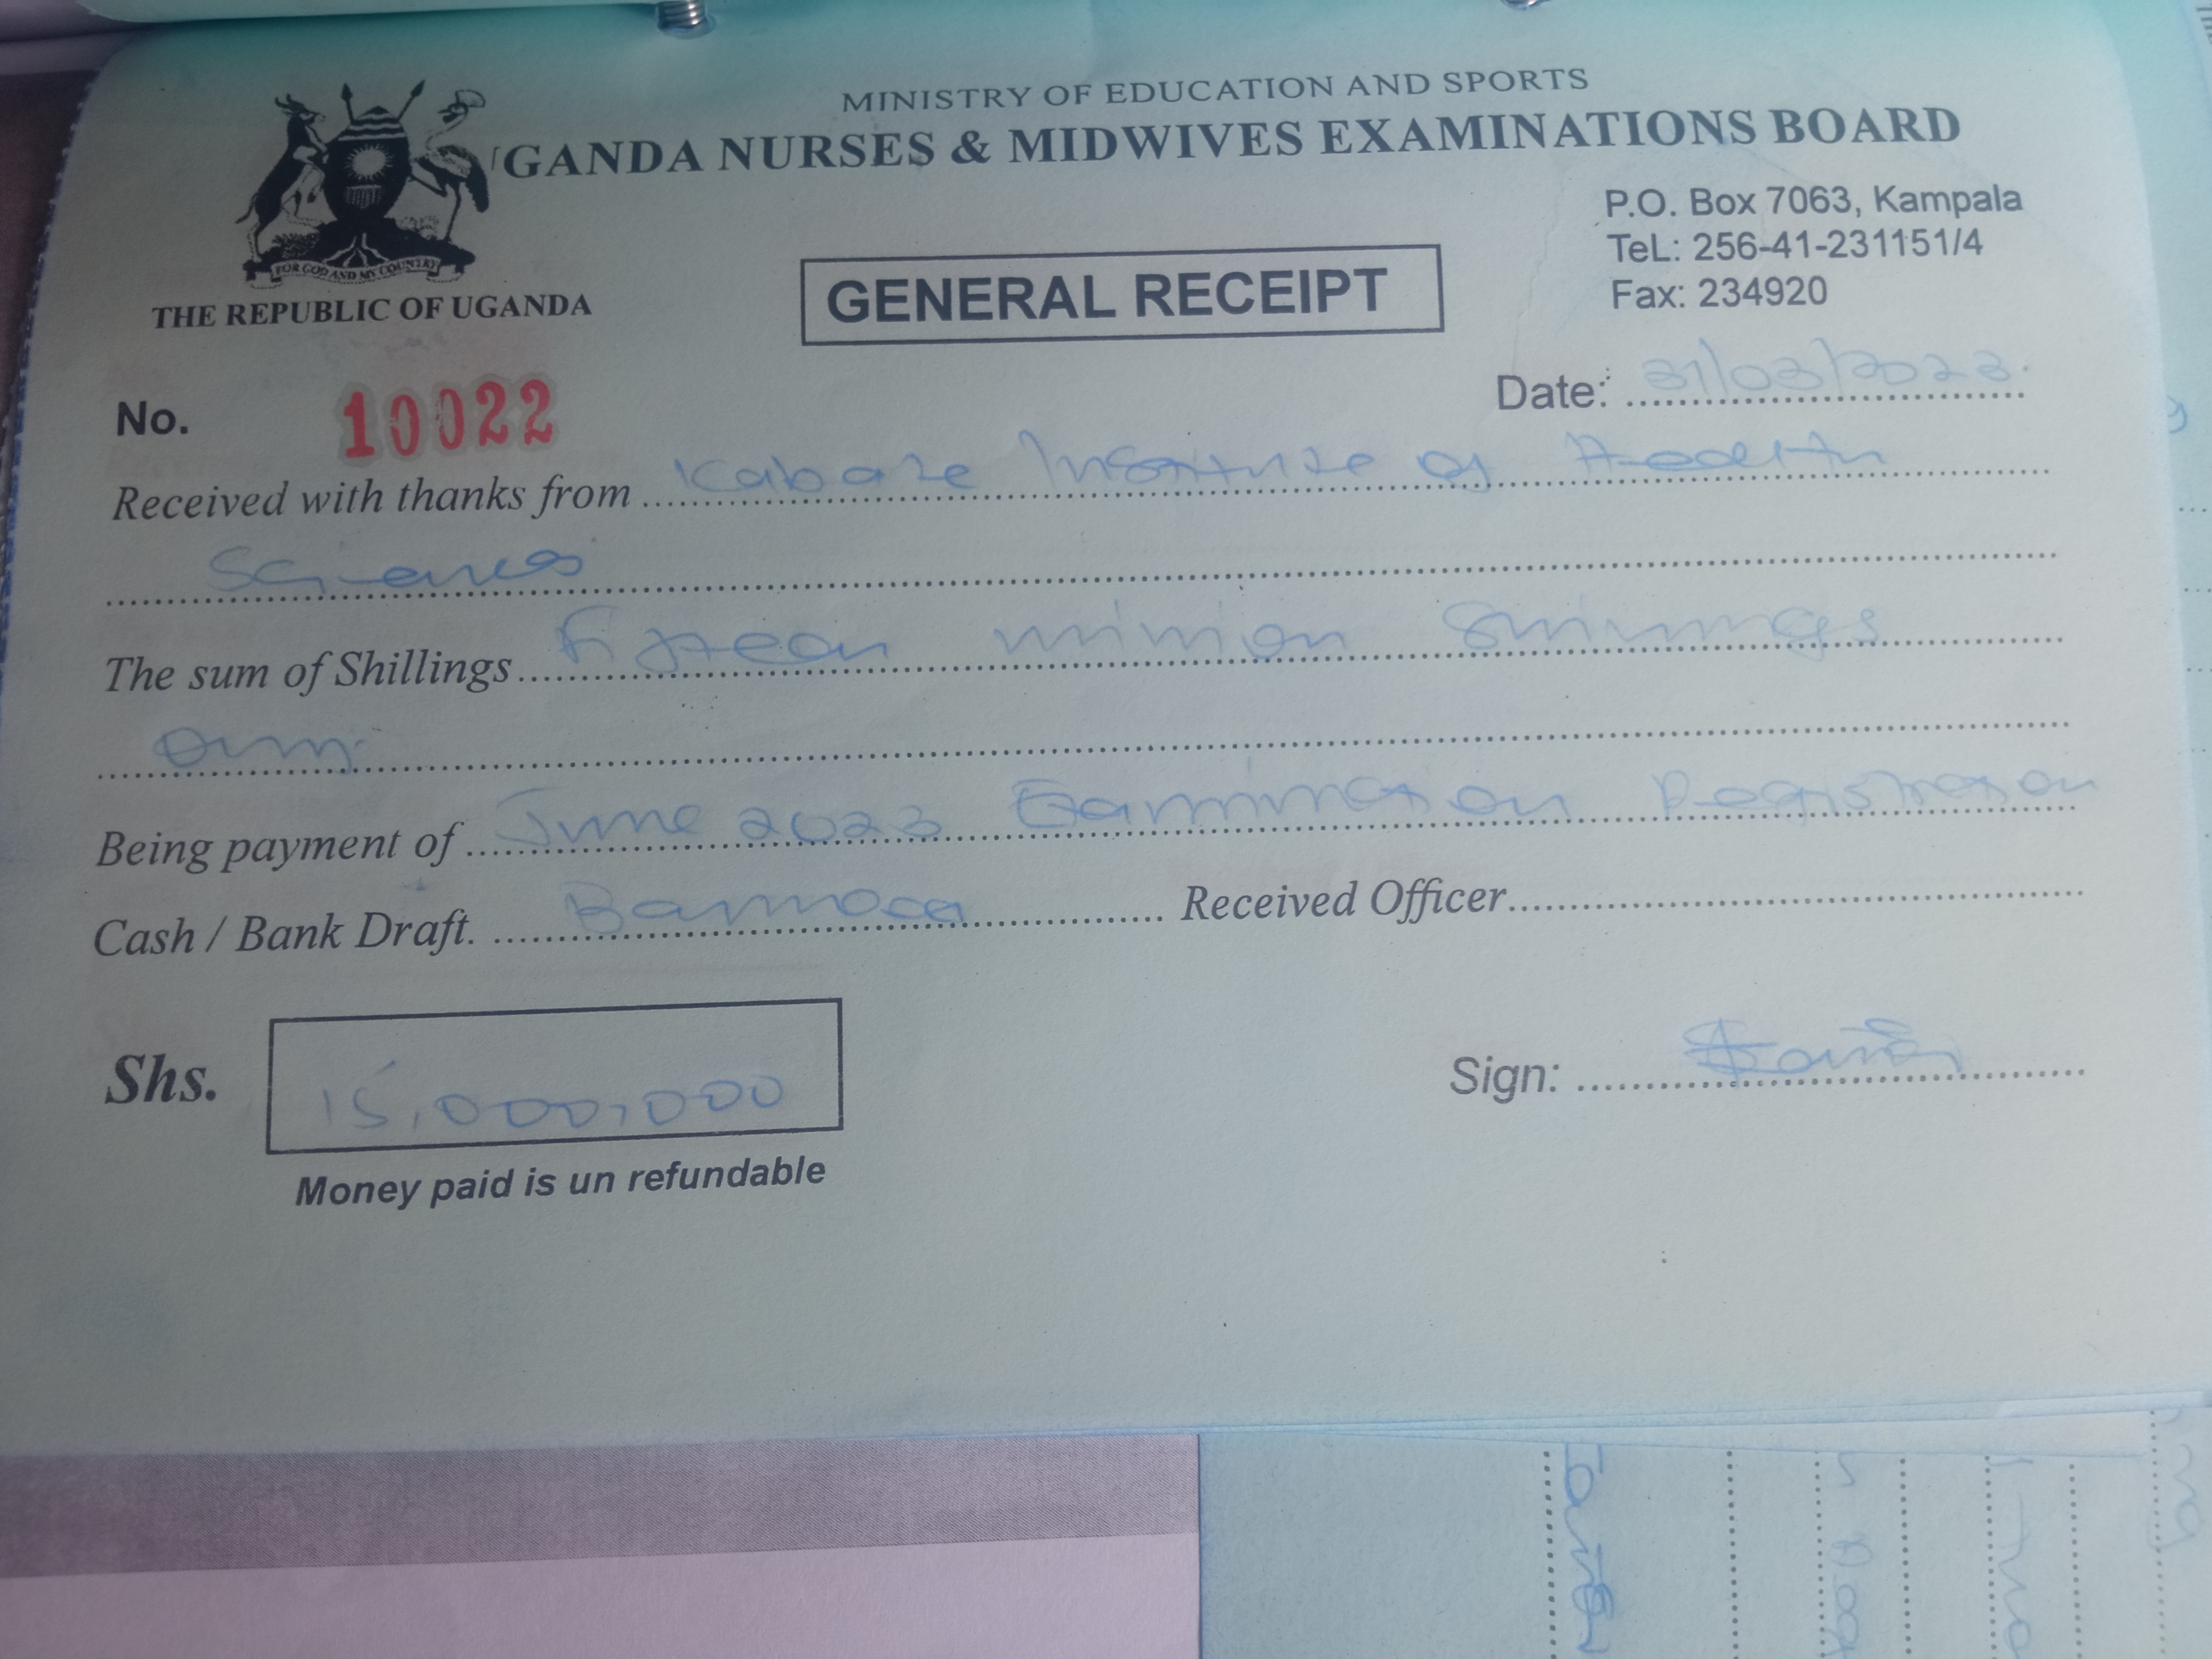 MINISTRY OF EDUCATION AND SPORTS
UGANDA NURSES & MIDWIVES EXAMINATIONS BOARD
FOR GOD AND MY COUNTRY
THE REPUBLIC OF UGANDA
P.O. Box 7063, Kampala
TeL: 256-41-231151/4
Fax: 234920
GENERAL RECEIPT
No. 10022
Date: 31/03/2023.
Received with thanks from Kabale Institute of Health
Sciences
The sum of Shillings Fifteen million Shillings
Only.
Being payment of June 2023 Examination Registration
Cash / Bank Draft. Received Officer
Shs. 15,000,000
Sign:
Money paid is un refundable